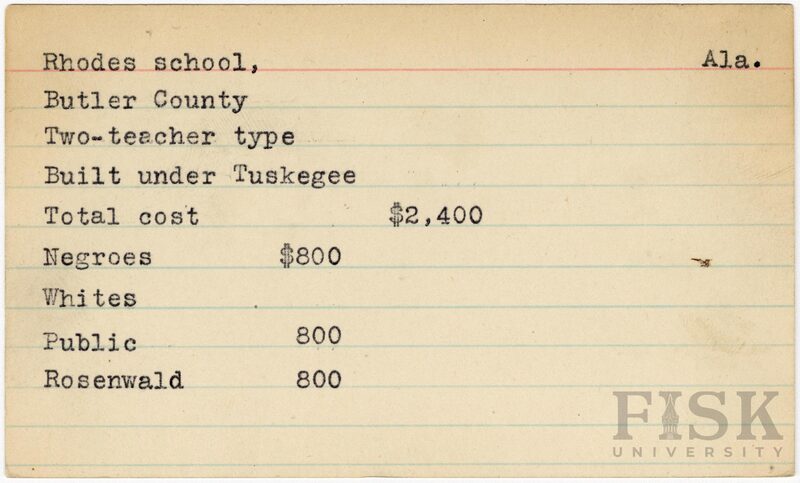 Rhodes school, Ala.
Butler County
Two-teacher type
Built under Tuskegee
Total cost $2,400
Negroes $800
Whites
Public 800
Rosenwald 800
FISK
UNIVERSITY